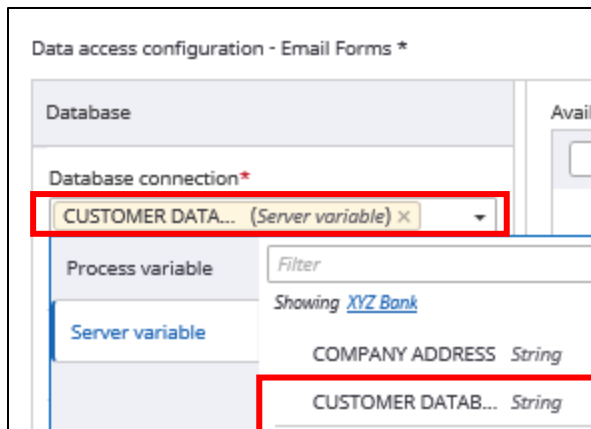 Data access configuration - Email Forms *
Database
Avail
Database connection*
CUSTOMER DATA... (Server variable) ×
Process variable
Filter
Showing XYZ Bank
Server variable
COMPANY ADDRESS String
CUSTOMER DATAB... String